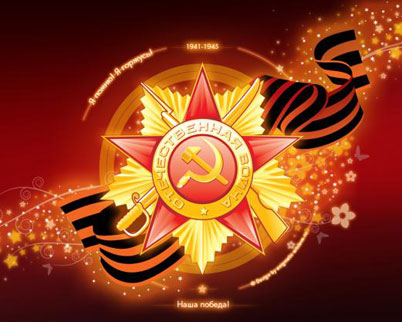 Я помню! Я горжусь!
1941-1945
ОТЕЧЕСТВЕННАЯ ВОЙНА
Наша победа!